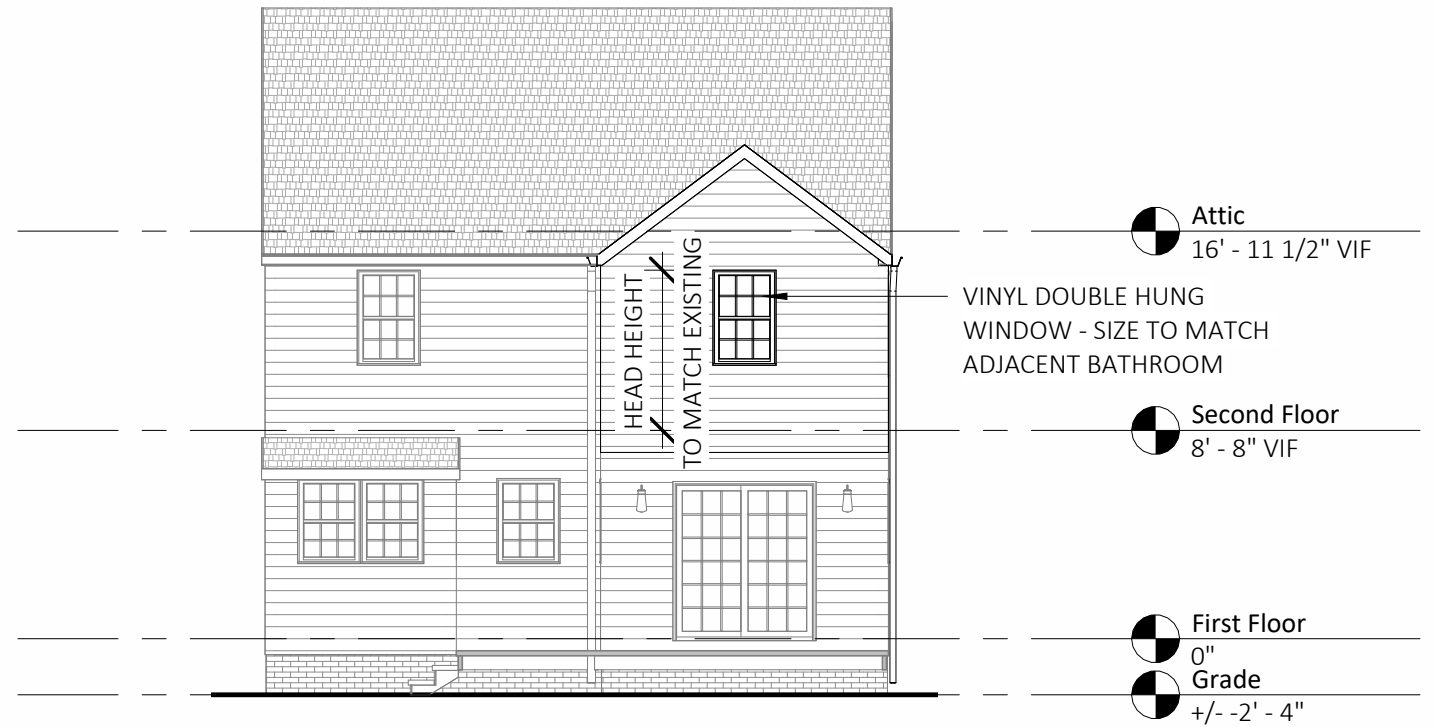 Attic
16' - 11 1/2" VIF
HEAD HEIGHT
TO MATCH EXISTING
VINYL DOUBLE HUNG
WINDOW - SIZE TO MATCH
ADJACENT BATHROOM
Second Floor
8' - 8" VIF
First Floor
0"
Grade
+/- -2' - 4"